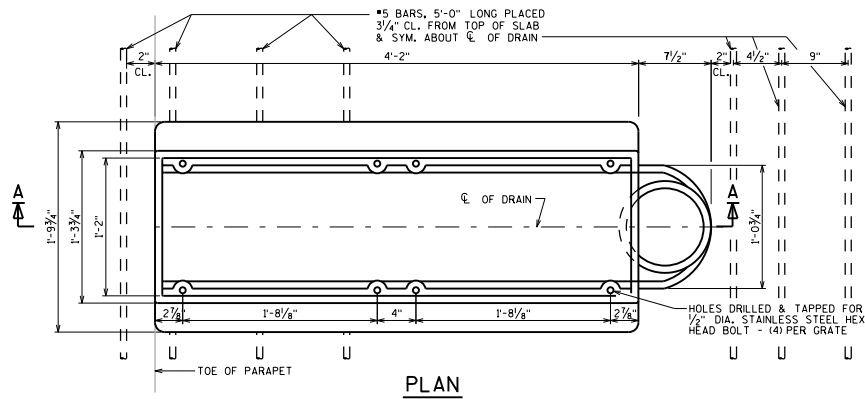 #5 BARS, 5'-0" LONG PLACED
3¼" CL. FROM TOP OF SLAB
& SYM. ABOUT ℄ OF DRAIN
2"
CL.
4'-2"
7½"
2"
CL.
4½"
9"
A
A
1'-9¾"
1'-3¾"
1'-2"
℄ OF DRAIN
1'-0¾"
2⅞"
1'-8⅛"
4"
1'-8⅛"
2⅞"
HOLES DRILLED & TAPPED FOR
½" DIA. STAINLESS STEEL HEX
HEAD BOLT - (4) PER GRATE
TOE OF PARAPET
PLAN